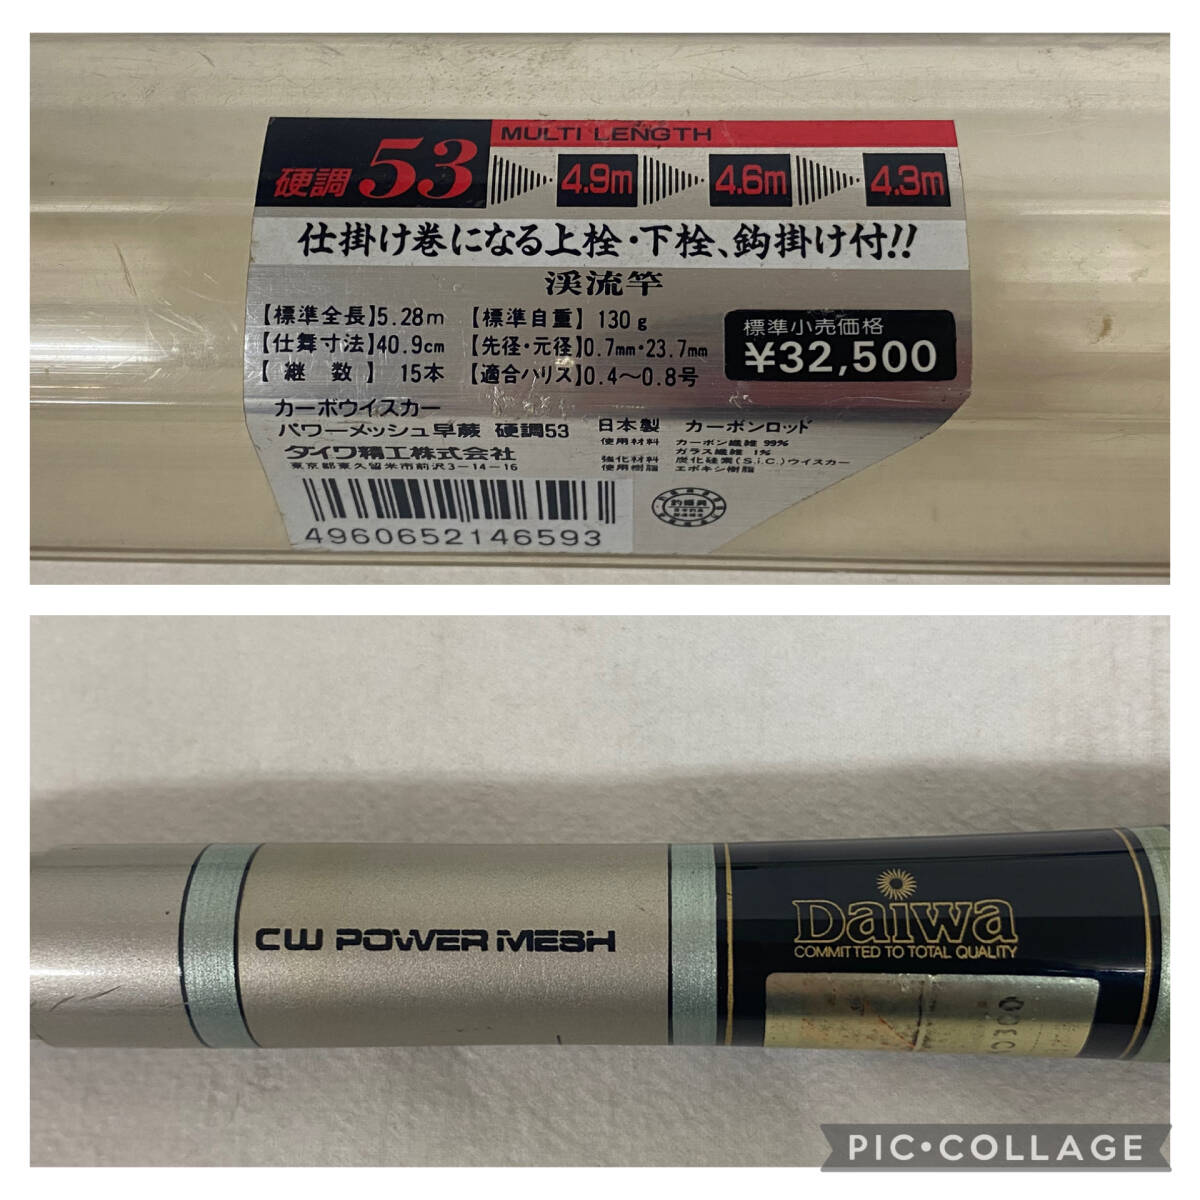 硬調 53
MULTI LENGTH
4.9m 4.6m 4.3m
仕掛け巻になる上栓・下栓、鈎掛け付!!
渓流竿
【標準全長】5.28m 【標準自重】130g
【仕舞寸法】40.9cm 【先径・元径】0.7mm・23.7mm
【継数】15本 【適合ハリス】0.4〜0.8号
標準小売価格
¥32,500
カーボウイスカー
パワーメッシュ早蕨 硬調53
ダイワ精工株式会社
東京都東久留米市前沢3-14-16
日本製 カーボンロッド
使用材料 カーボン繊維 99%
ガラス繊維 1%
強化材料 炭化硅素(S.i.C.)ウイスカー
使用樹脂 エポキシ樹脂
4960652146593
CW POWER MESH
Daiwa
COMMITTED TO TOTAL QUALITY
PIC•COLLAGE